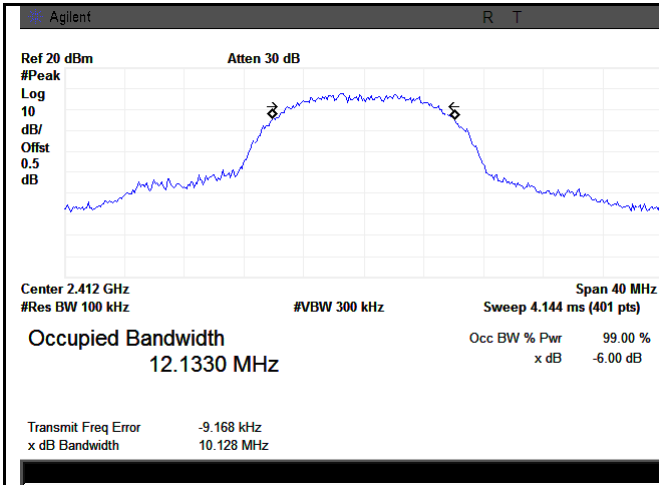 Agilent R T
Ref 20 dBm Atten 30 dB
#Peak
Log
10
dB/
Offst
0.5
dB
Center 2.412 GHz Span 40 MHz
#Res BW 100 kHz #VBW 300 kHz Sweep 4.144 ms (401 pts)
Occupied Bandwidth Occ BW % Pwr 99.00 %
12.1330 MHz x dB -6.00 dB
Transmit Freq Error -9.168 kHz
x dB Bandwidth 10.128 MHz